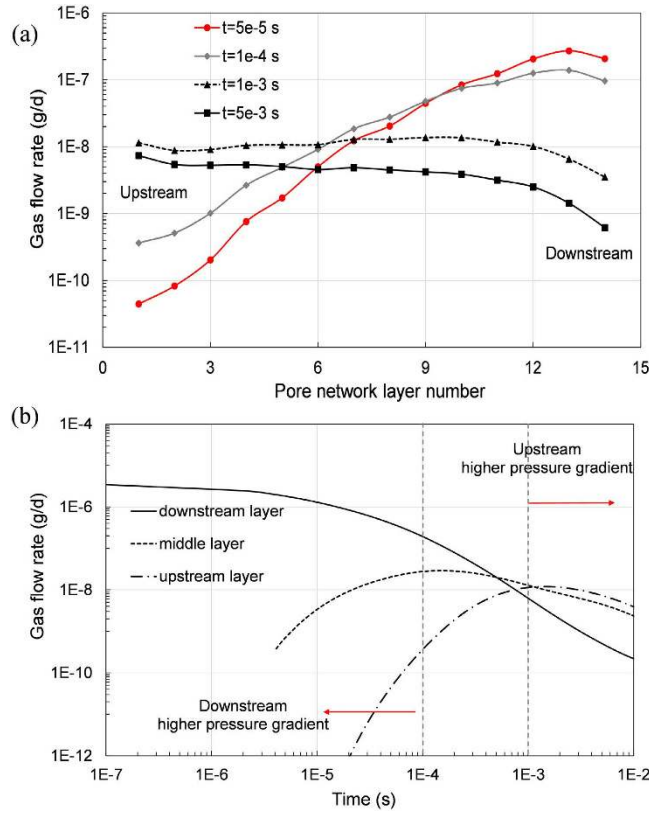 (a)
1E-6
1E-7
1E-8
1E-9
1E-10
1E-11
Gas flow rate (g/d)
t=5e-5 s
t=1e-4 s
t=1e-3 s
t=5e-3 s
Upstream
Downstream
0
3
6
9
12
15
Pore network layer number
(b)
1E-4
1E-6
1E-8
1E-10
1E-12
Gas flow rate (g/d)
Upstream
higher pressure gradient
downstream layer
middle layer
upstream layer
Downstream
higher pressure gradient
1E-7
1E-6
1E-5
1E-4
1E-3
1E-2
Time (s)